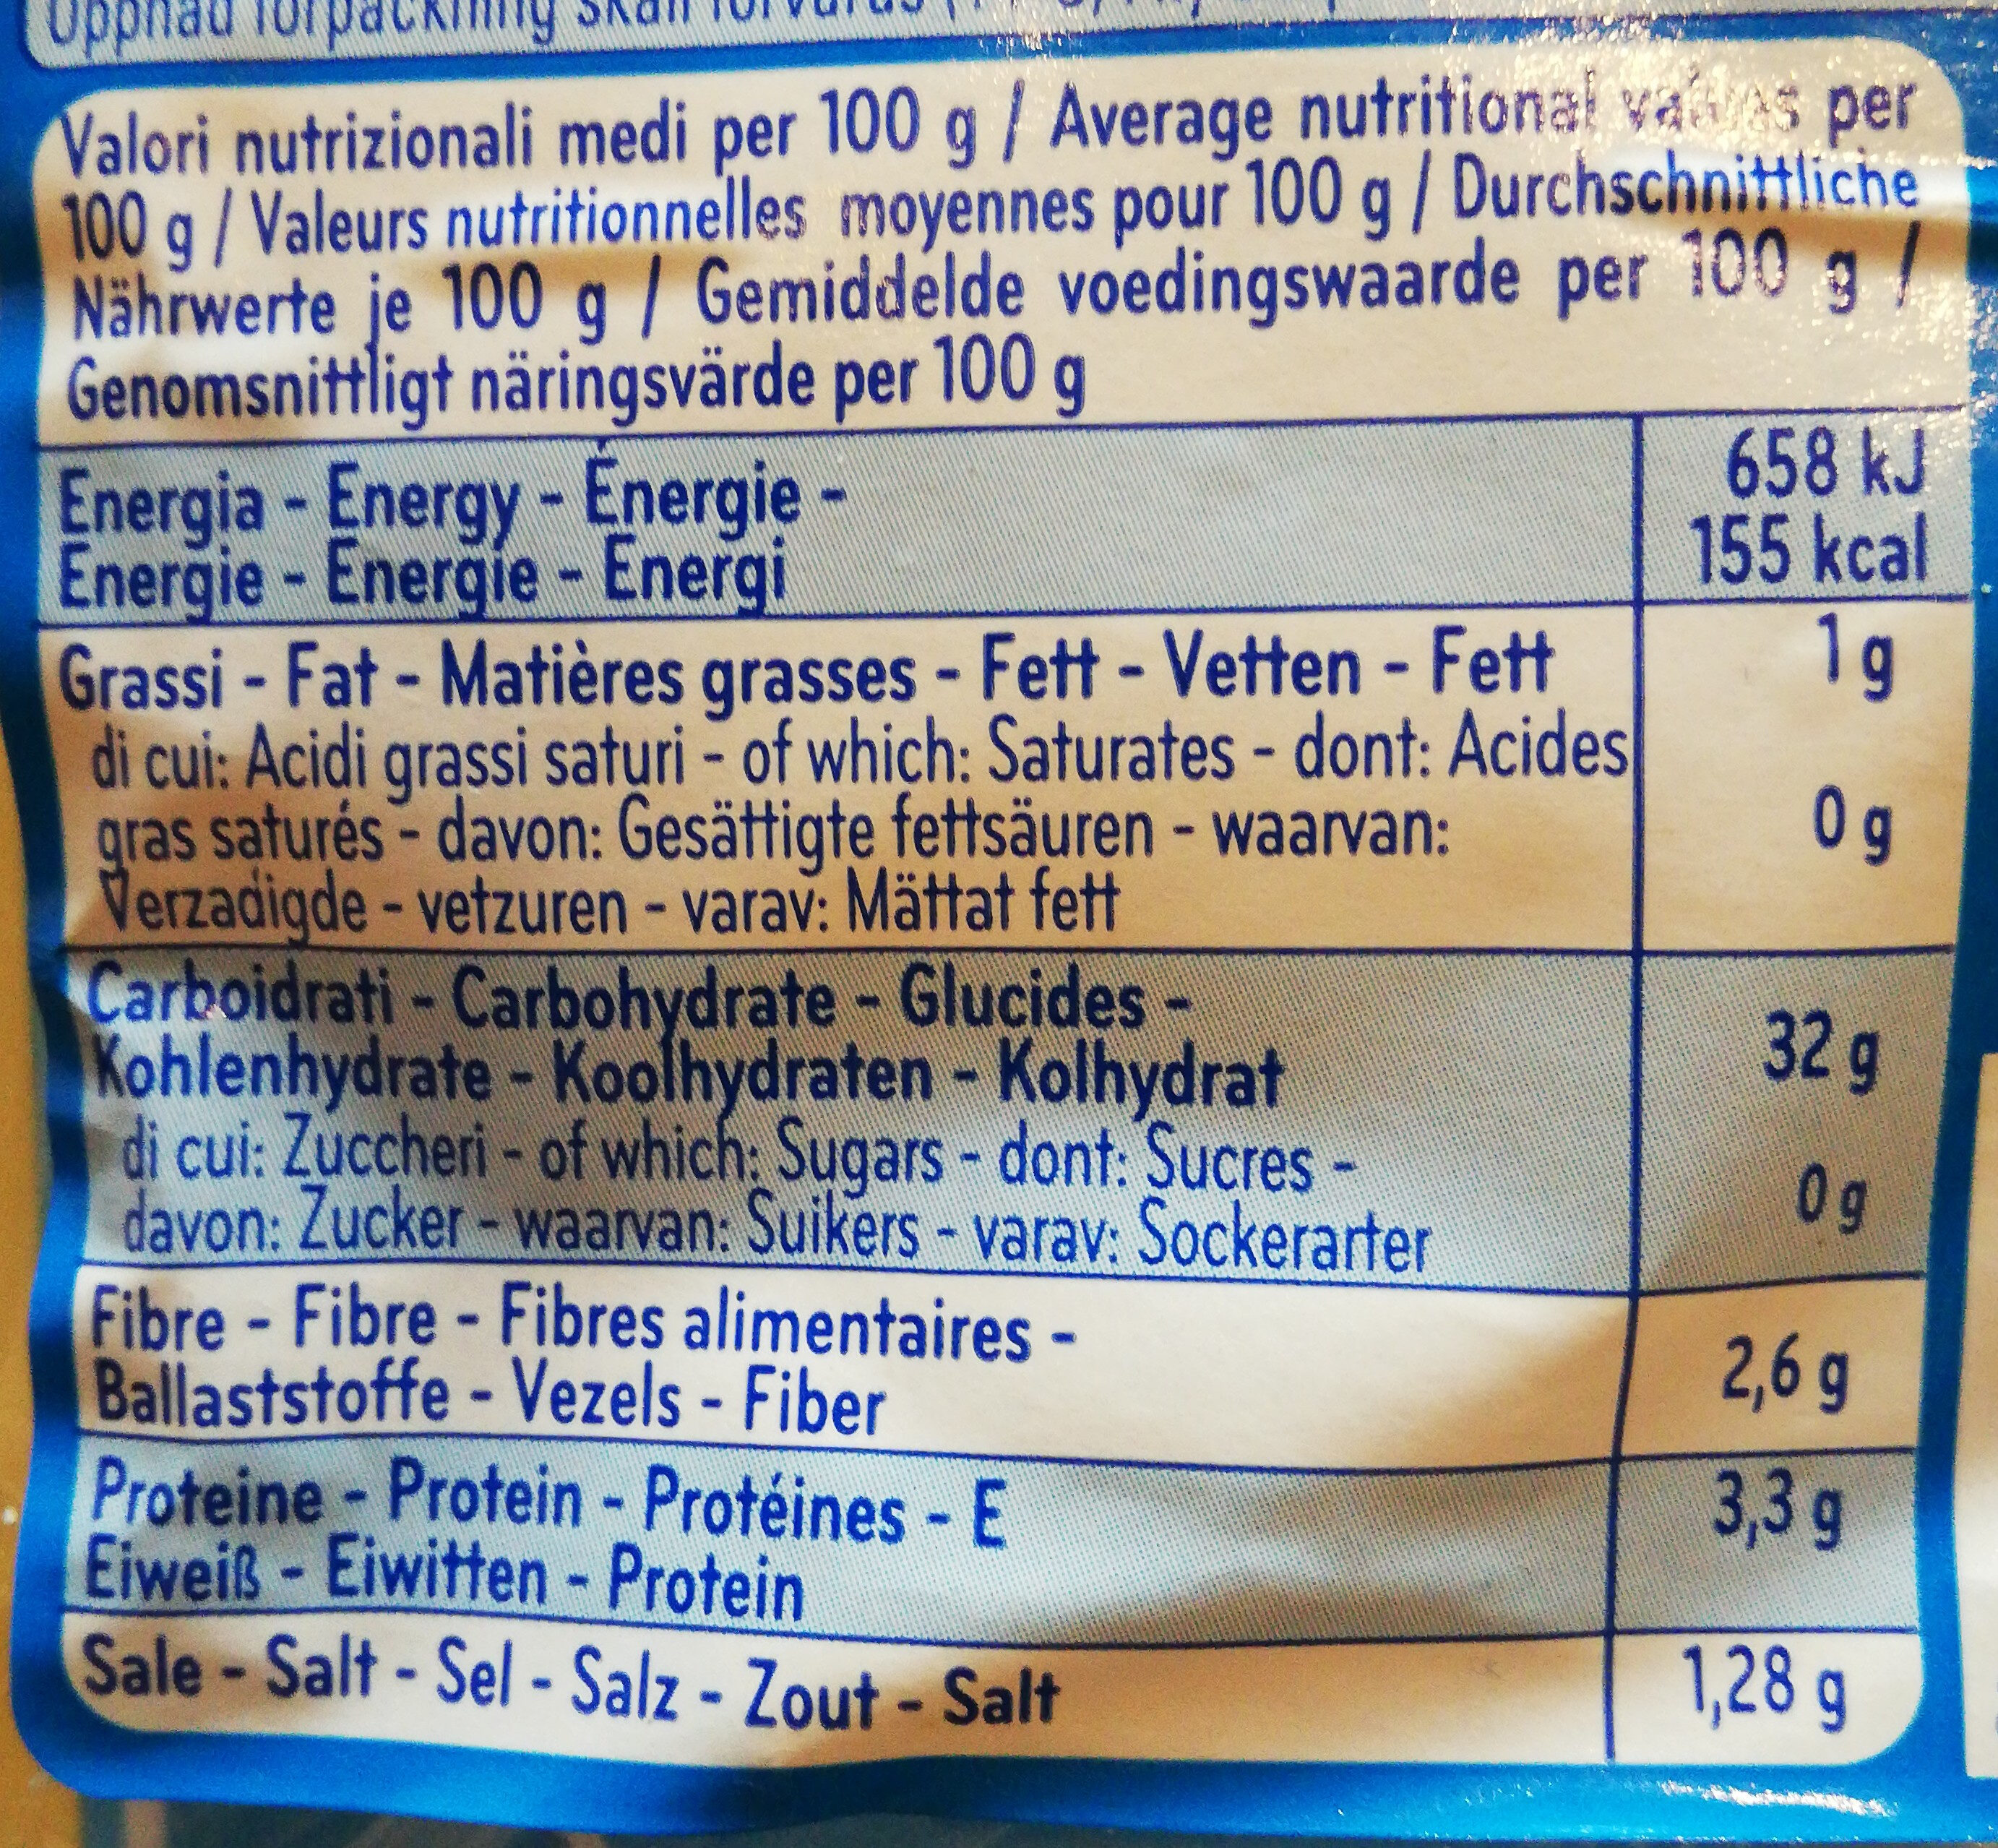 Valori nutrizionali medi per 100 g / Average nutritional values per
100 g / Valeurs nutritionnelles moyennes pour 100 g / Durchschnittliche
Nährwerte je 100 g / Gemiddelde voedingswaarde per 100 g /
Genomsnittligt näringsvärde per 100 g
Energia - Energy - Énergie -
Energie - Energie - Energi
658 kJ
155 kcal
Grassi - Fat - Matières grasses - Fett - Vetten - Fett
1 g
di cui: Acidi grassi saturi - of which: Saturates - dont: Acides
gras saturés - davon: Gesättigte fettsäuren - waarvan:
Verzadigde - vetzuren - varav: Mättat fett
0 g
Carboidrati - Carbohydrate - Glucides -
Kohlenhydrate - Koolhydraten - Kolhydrat
32 g
di cui: Zuccheri - of which: Sugars - dont: Sucres -
davon: Zucker - waarvan: Suikers - varav: Sockerarter
0 g
Fibre - Fibre - Fibres alimentaires -
Ballaststoffe - Vezels - Fiber
2,6 g
Proteine - Protein - Protéines - E
Eiweiß - Eiwitten - Protein
3,3 g
Sale - Salt - Sel - Salz - Zout - Salt
1,28 g